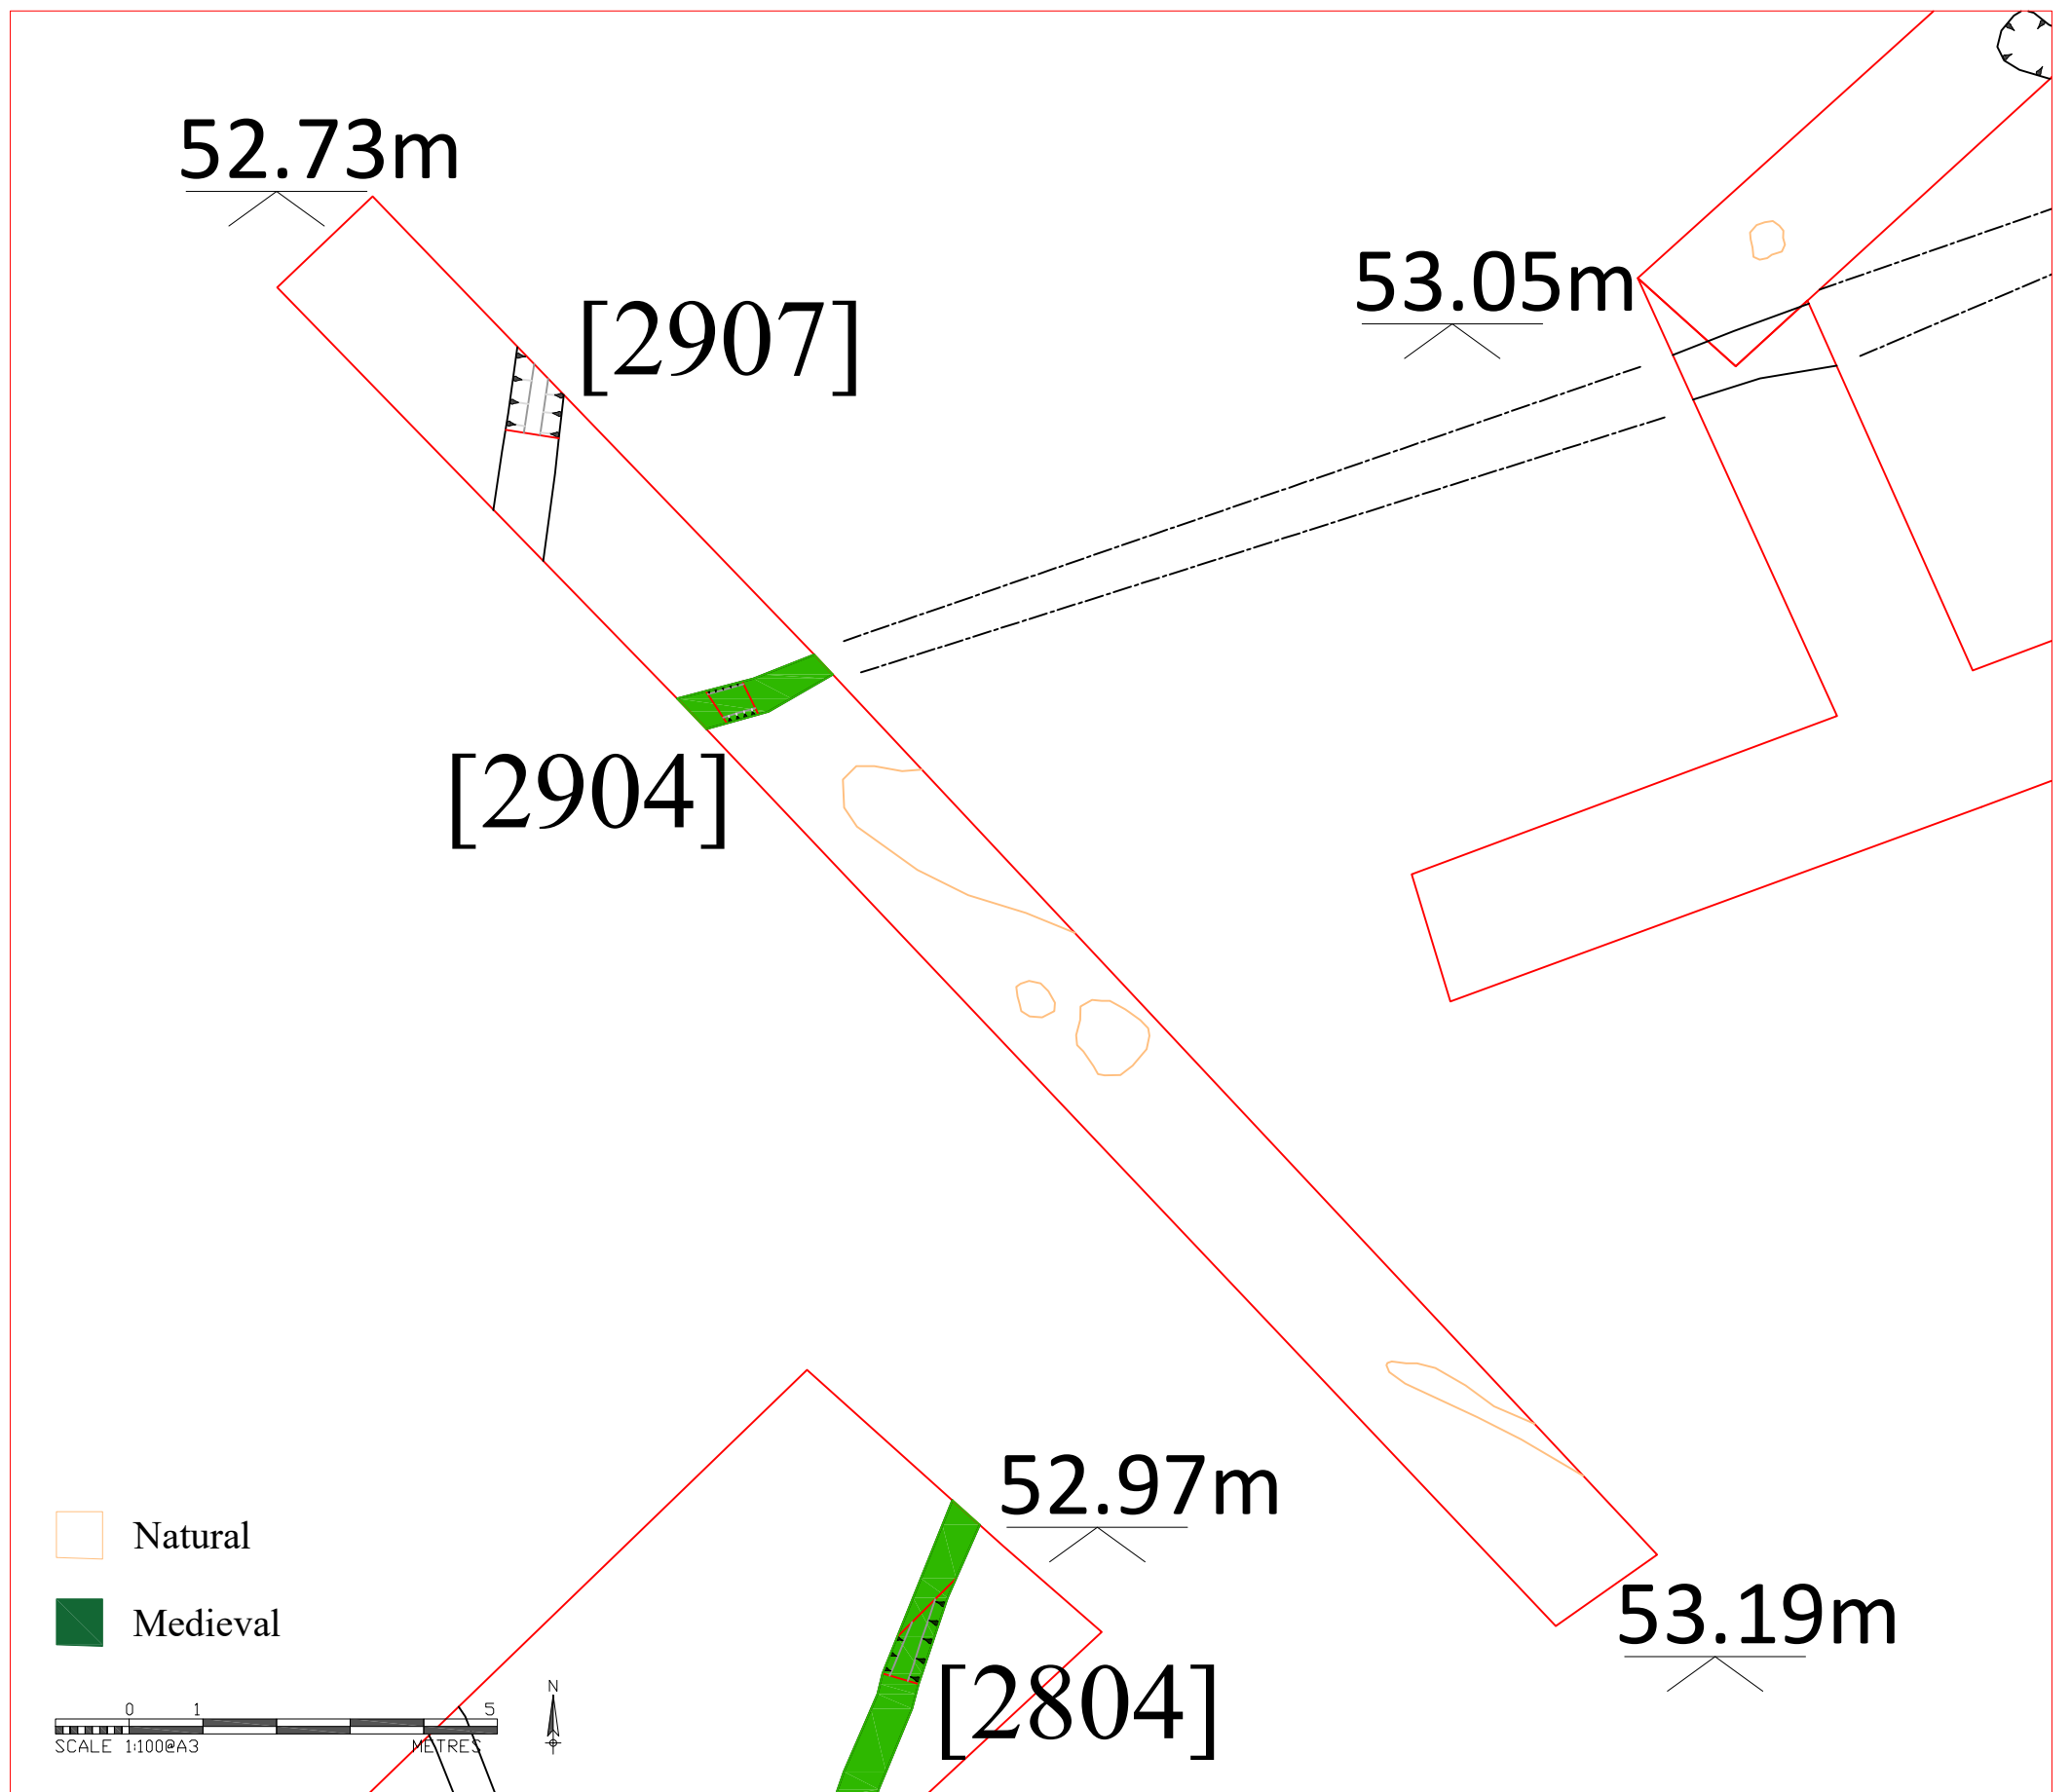 52.73m
53.05m
[2907]
[2904]
52.97m
Natural
53.19m
Medieval
[2804]
N
0 1 5
SCALE 1:100@A3 METRES